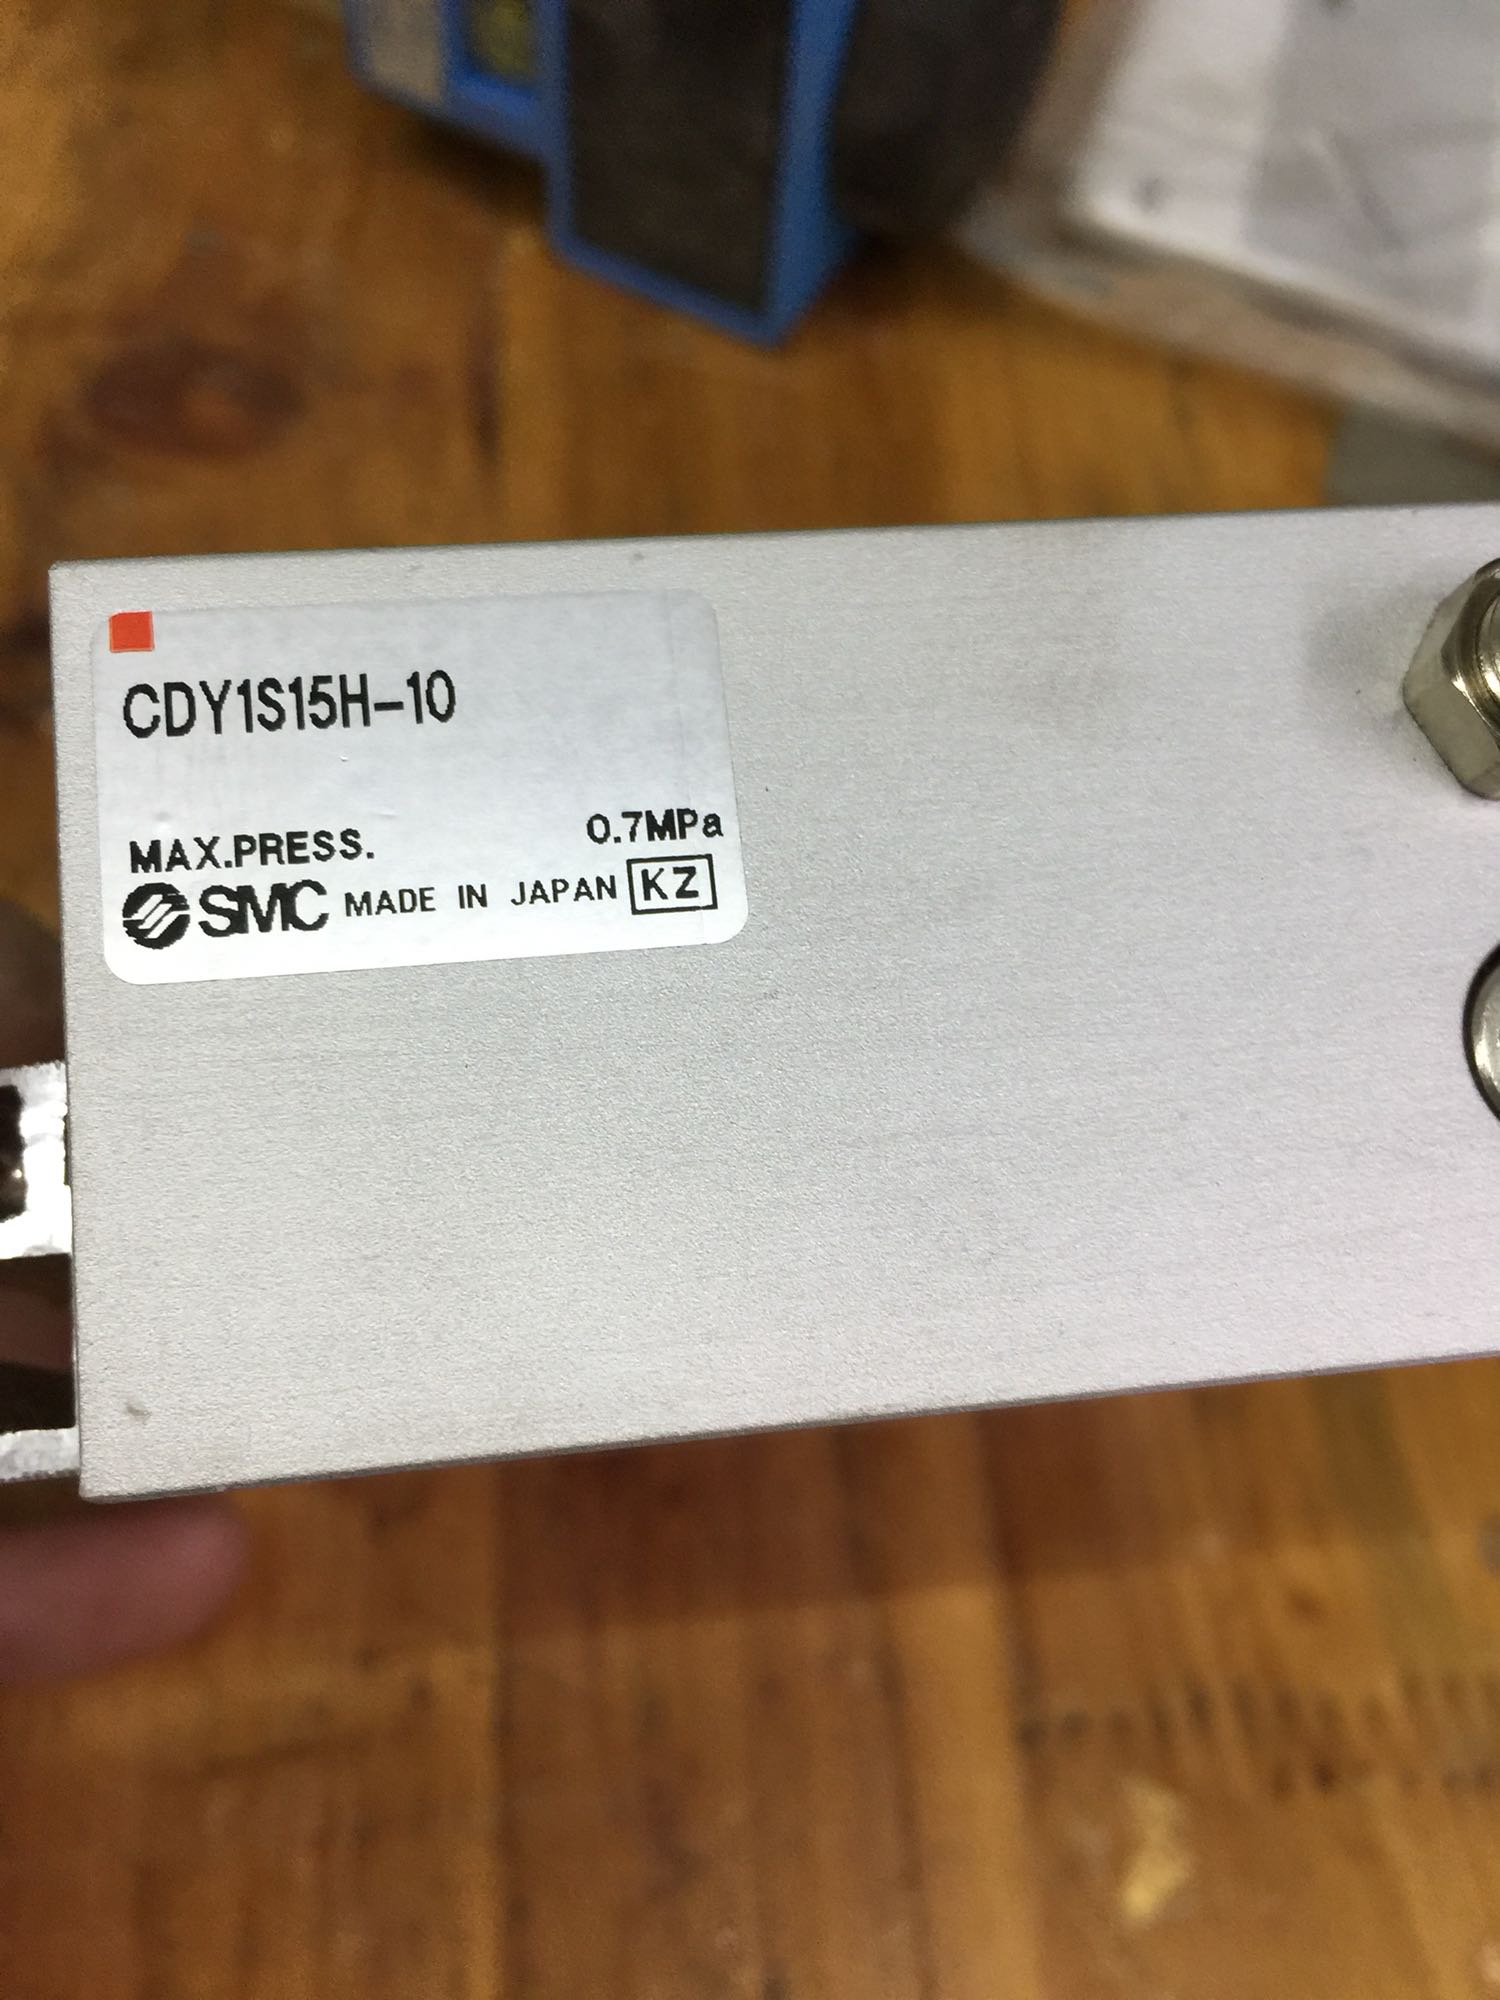 CDY1S15H-10
MAX.PRESS. 0.7MPa
SMC MADE IN JAPAN KZ